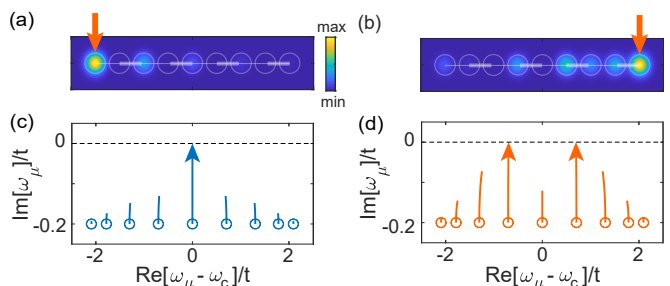 (a)
max
min
(b)
(c)
0
-0.2
Im[ω_μ]/t
-2 0 2
Re[ω_μ - ω_c]/t
(d)
0
-0.2
Im[ω_μ]/t
-2 0 2
Re[ω_μ - ω_c]/t